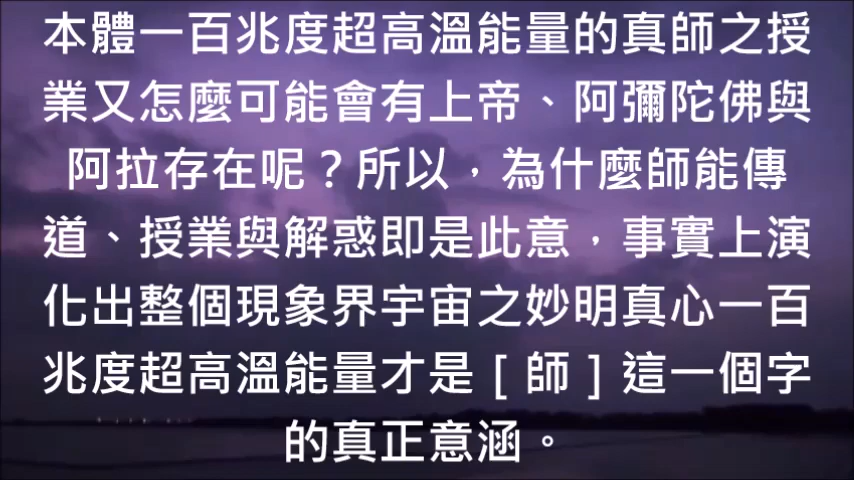 本體一百兆度超高溫能量的真師之授
業又怎麼可能會有上帝、阿彌陀佛與
阿拉存在呢？所以，為什麼師能傳
道、授業與解惑即是此意，事實上演
化出整個現象界宇宙之妙明真心一百
兆度超高溫能量才是［師］這一個字
的真正意涵。